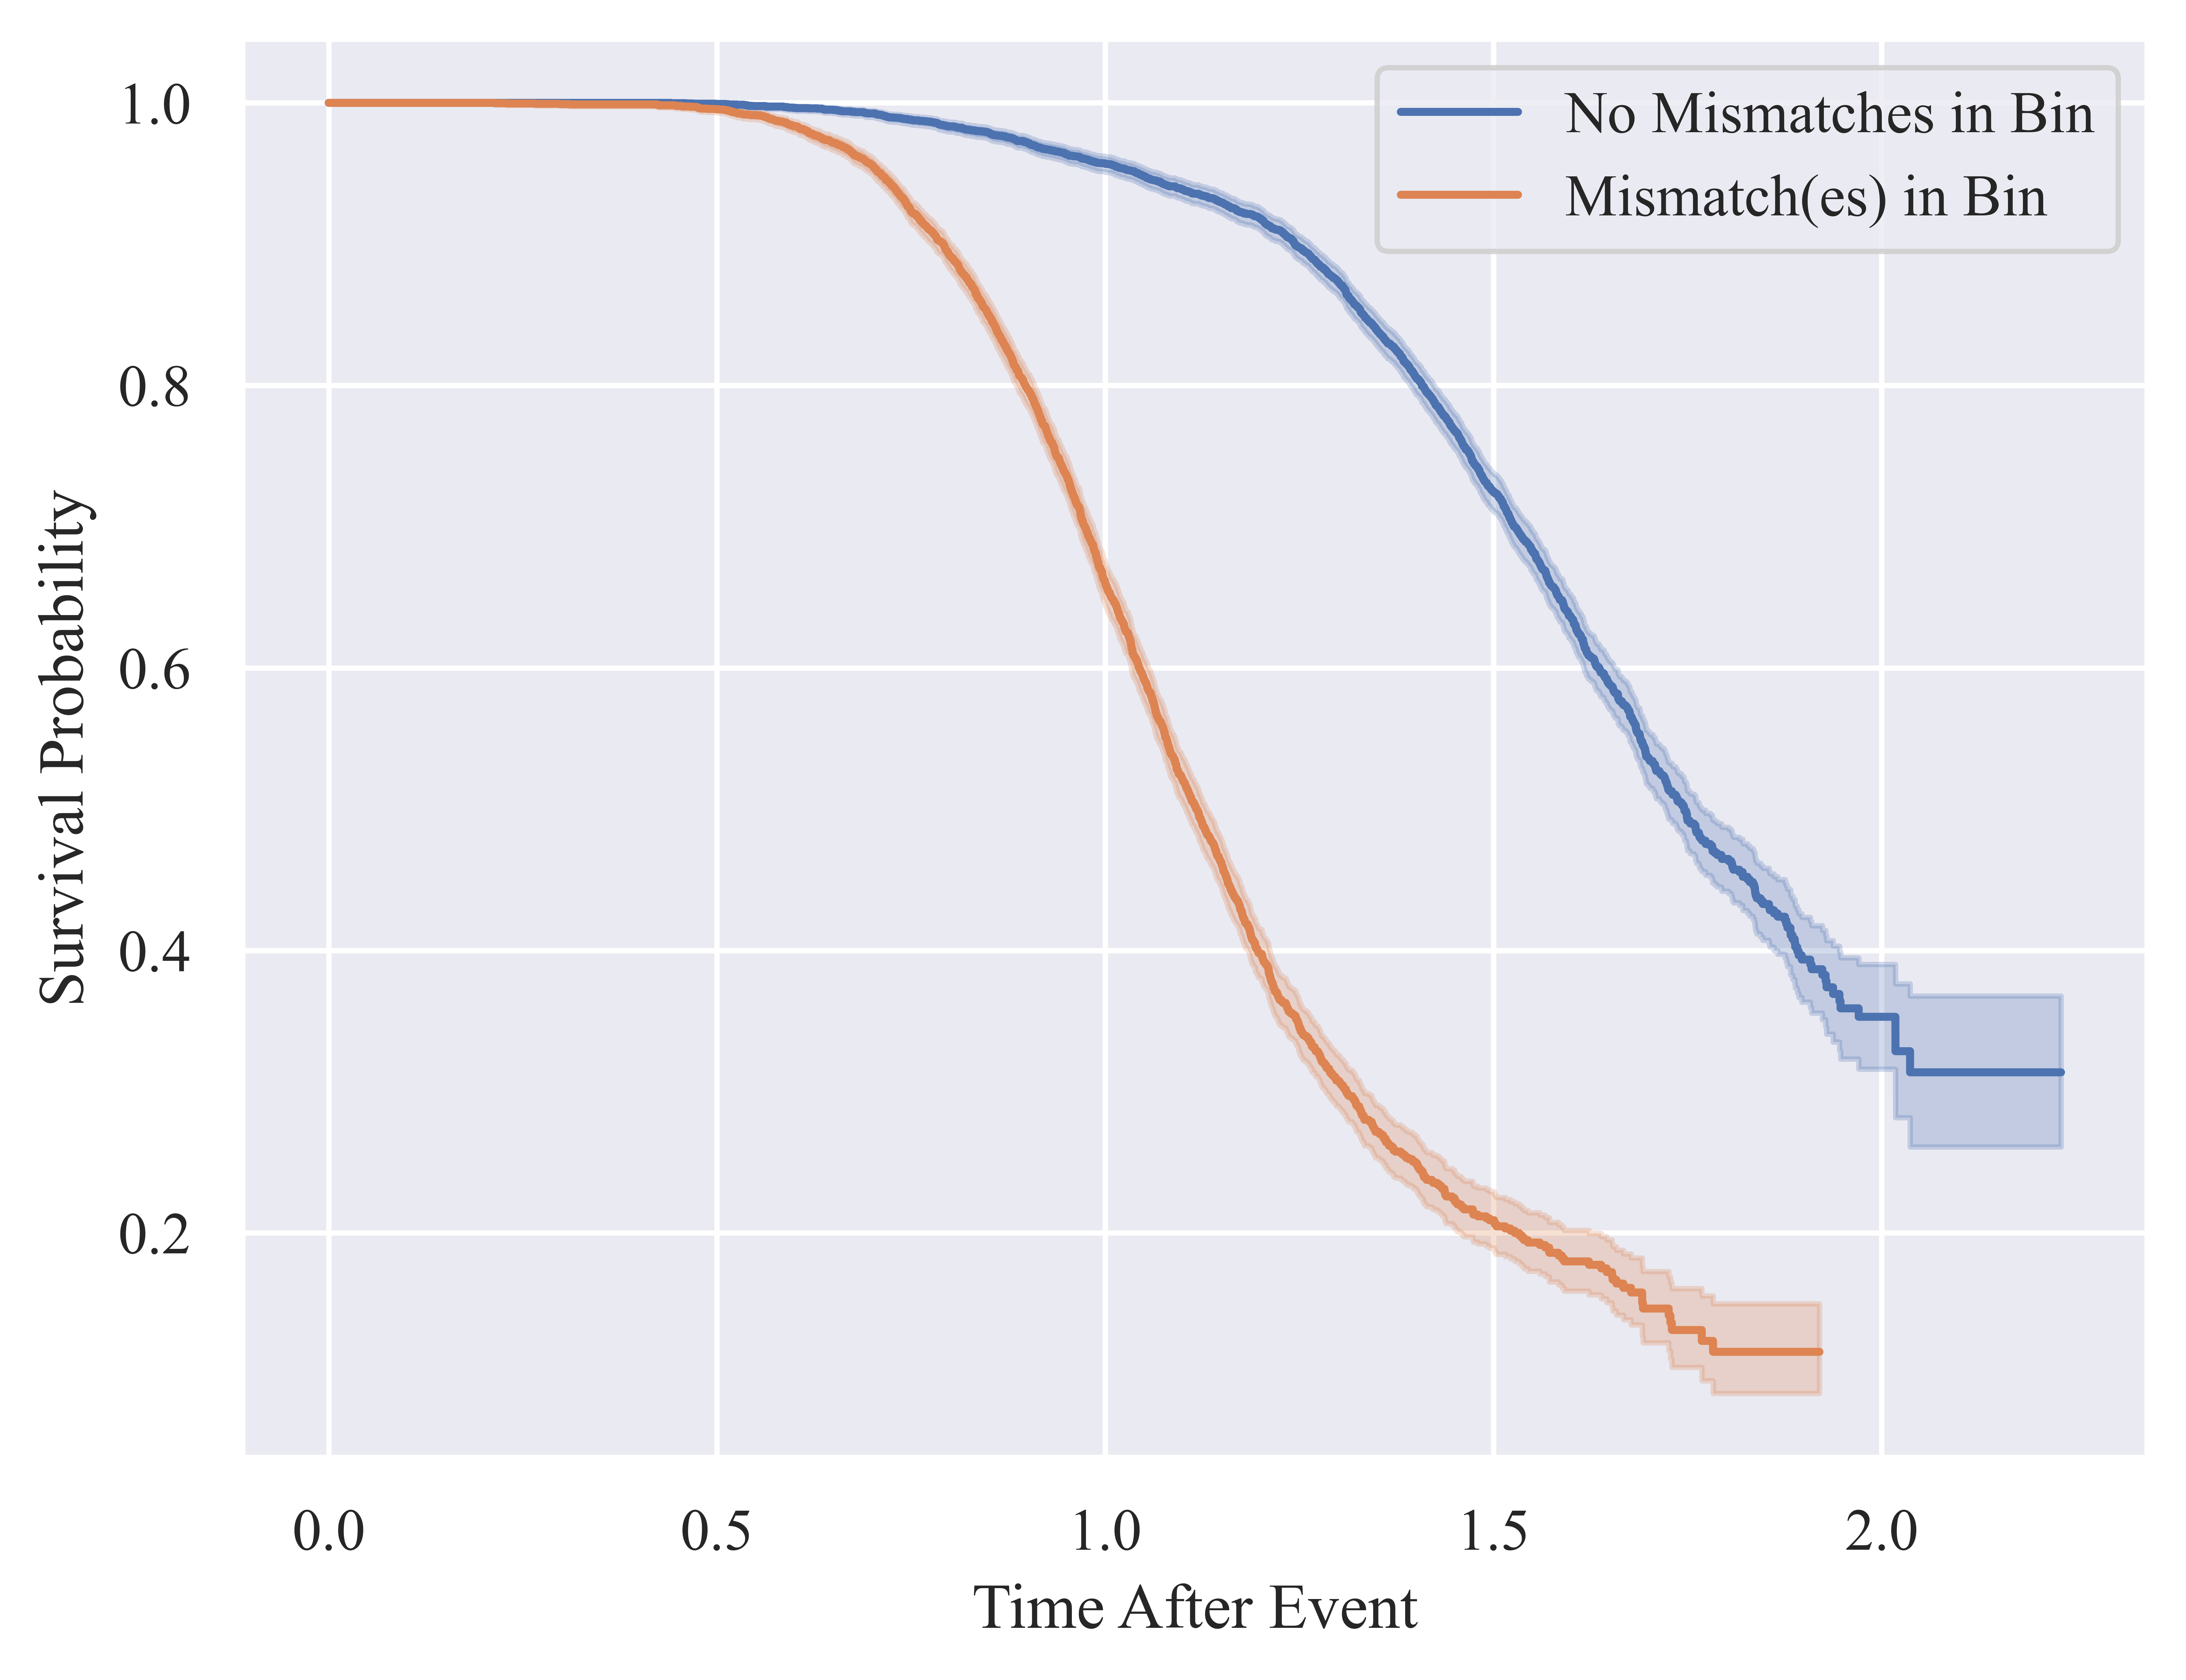 No Mismatches in Bin
Mismatch(es) in Bin
1.0
0.8
0.6
0.4
0.2
Survival Probability
0.0 0.5 1.0 1.5 2.0
Time After Event